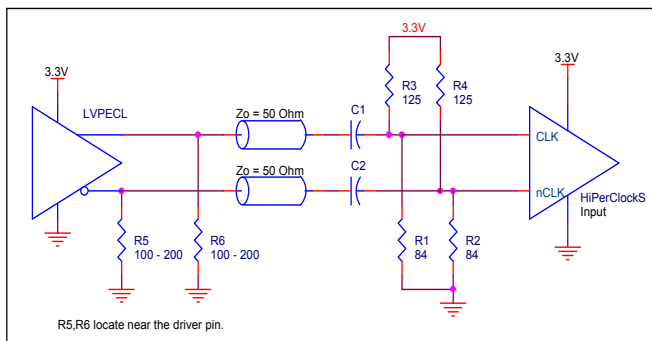 3.3V
3.3V
3.3V
R3
125
R4
125
LVPECL
Zo = 50 Ohm
C1
CLK
Zo = 50 Ohm
C2
nCLK
HiPerClockS
Input
R5
100 - 200
R6
100 - 200
R1
84
R2
84
R5,R6 locate near the driver pin.